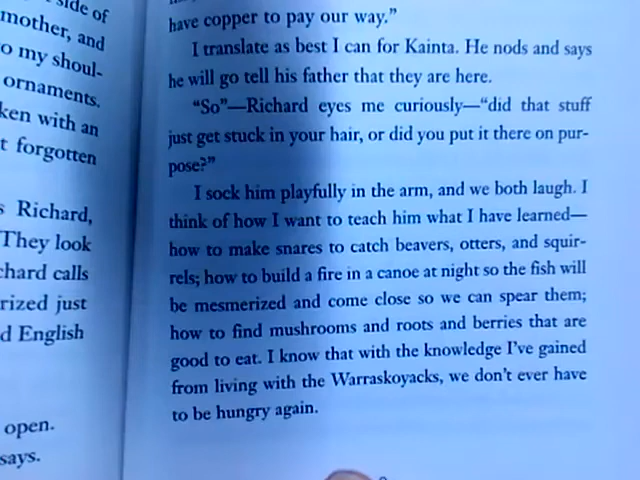 side of
mother, and
o my shoul-
ornaments.
ken with an
t forgotten
s Richard,
They look
chard calls
rized just
d English
open.
says.
have copper to pay our way.”
I translate as best I can for Kainta. He nods and says
he will go tell his father that they are here.
“So”—Richard eyes me curiously—“did that stuff
just get stuck in your hair, or did you put it there on pur-
pose?”
I sock him playfully in the arm, and we both laugh. I
think of how I want to teach him what I have learned—
how to make snares to catch beavers, otters, and squir-
rels; how to build a fire in a canoe at night so the fish will
be mesmerized and come close so we can spear them;
how to find mushrooms and roots and berries that are
good to eat. I know that with the knowledge I’ve gained
from living with the Warraskoyacks, we don’t ever have
to be hungry again.